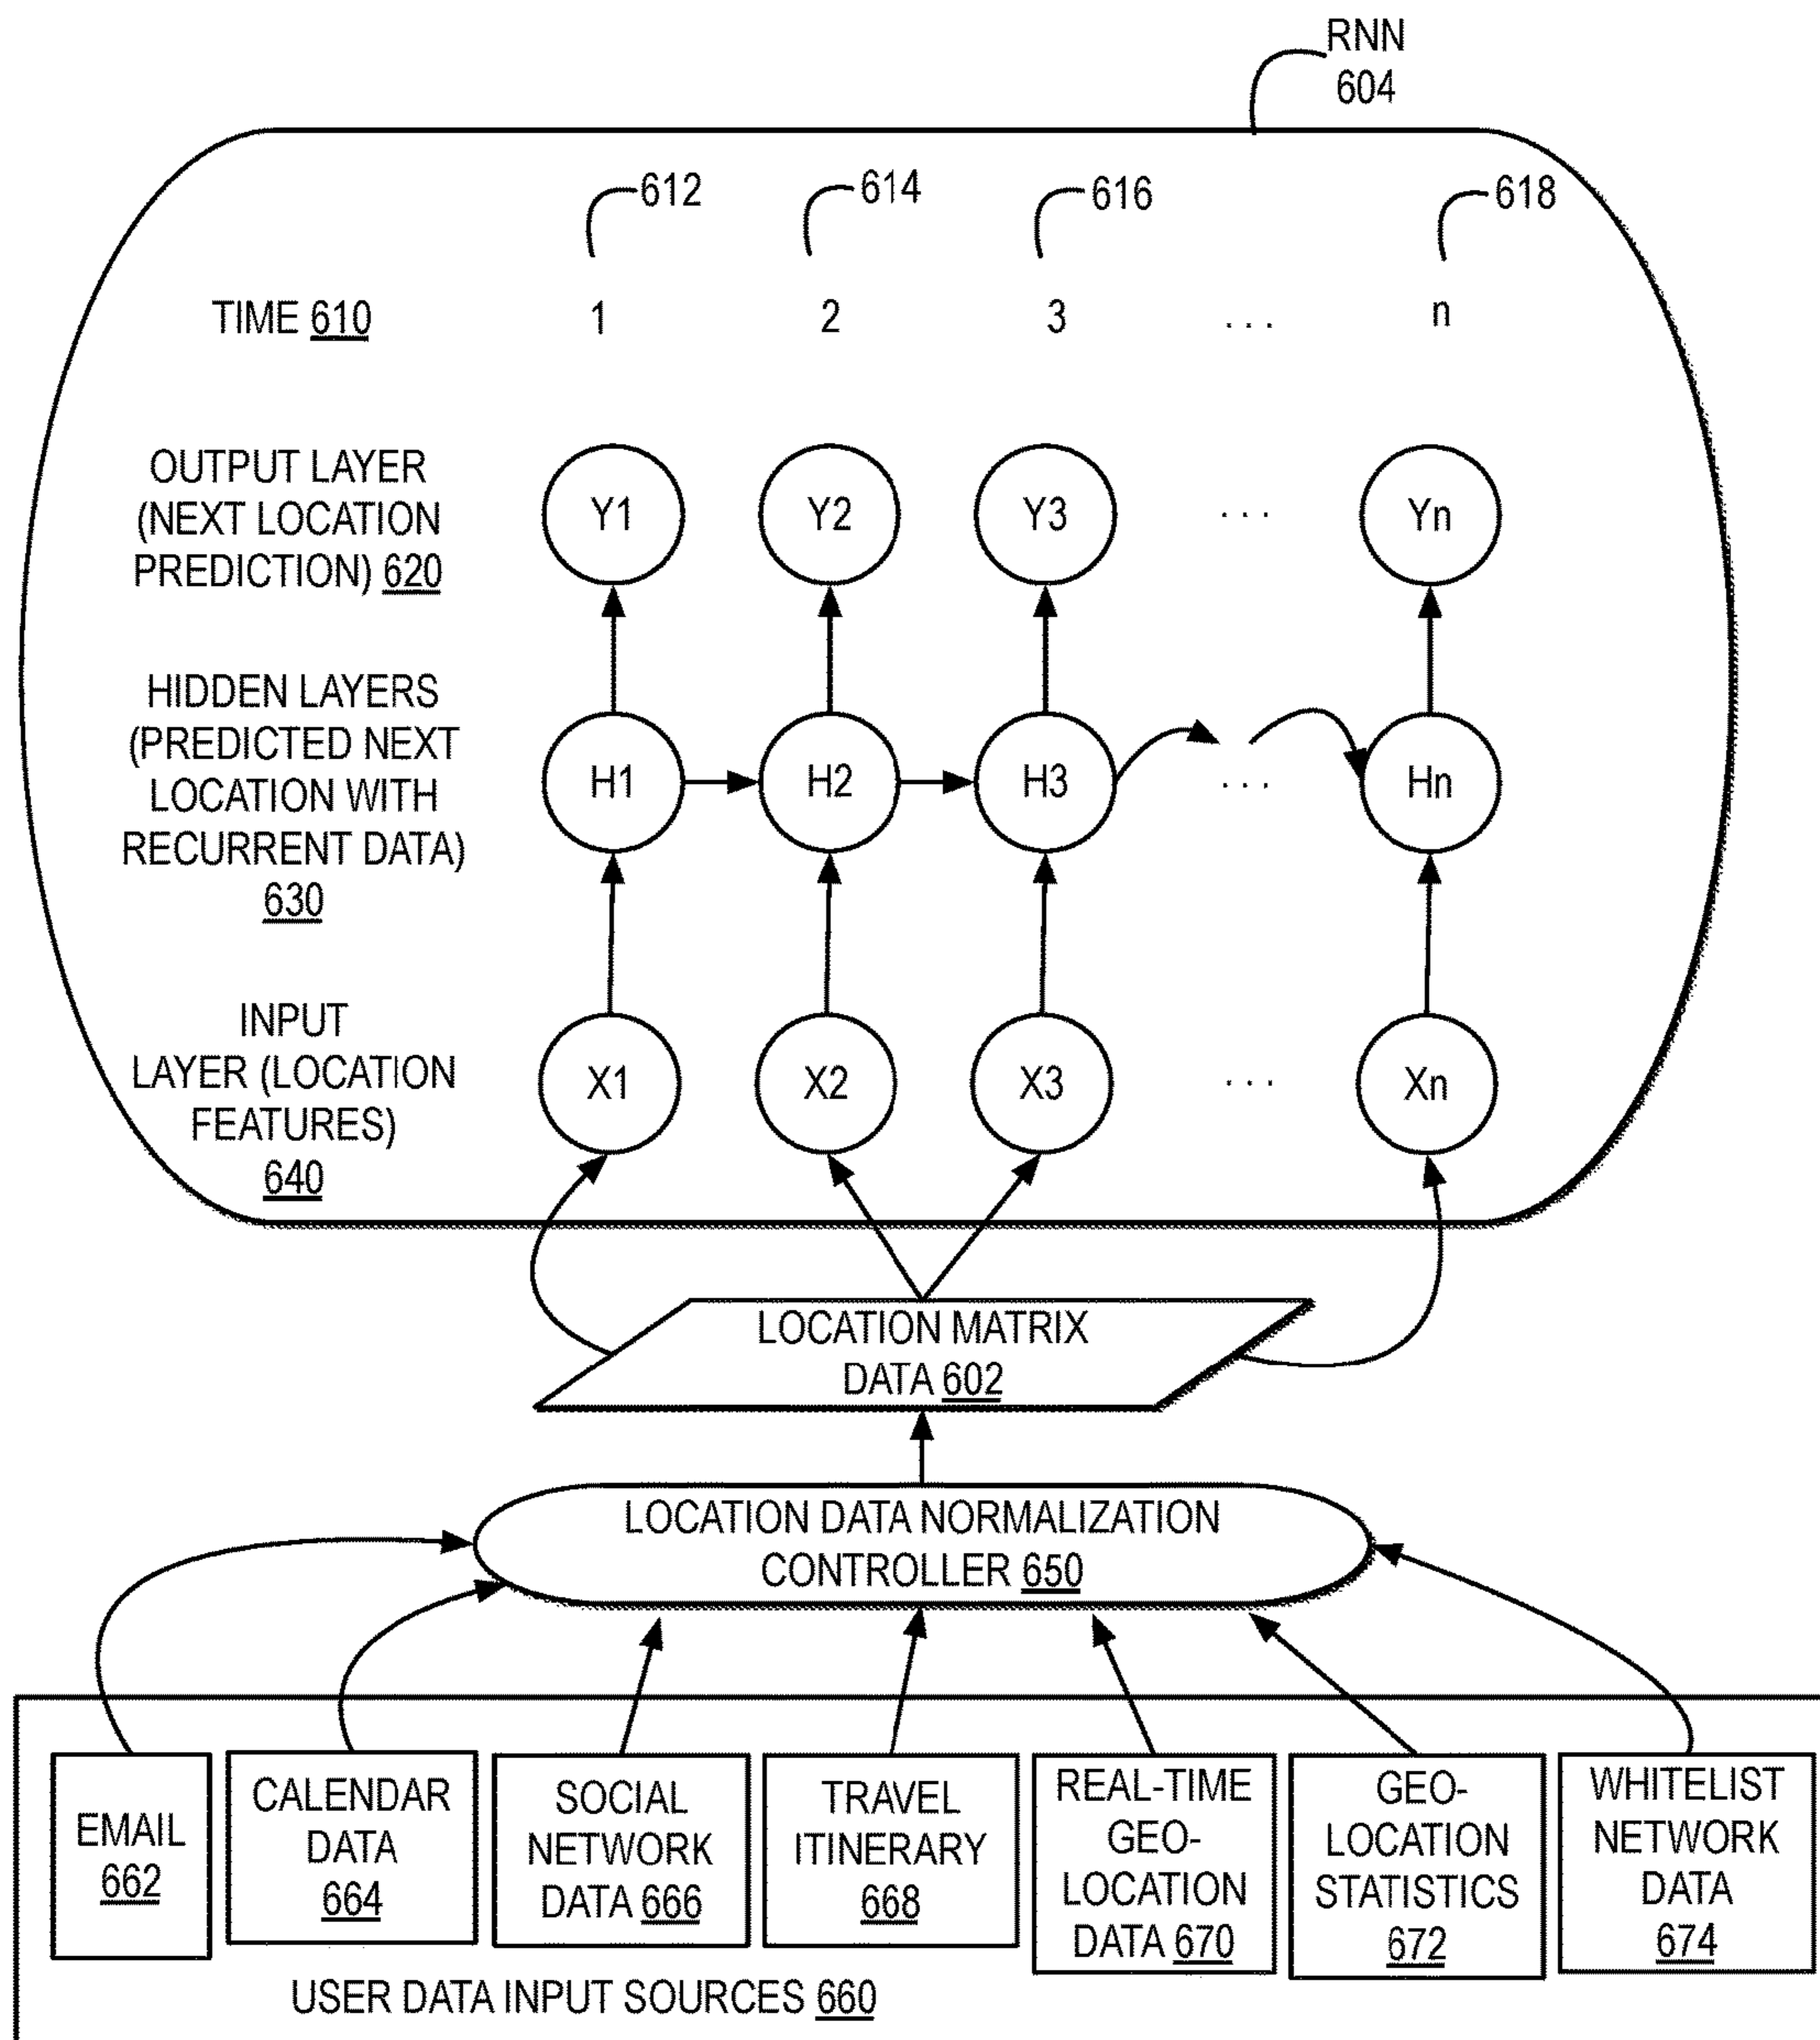 RNN
604
612
614
616
618
TIME 610
1
2
3
. . .
n
OUTPUT LAYER
(NEXT LOCATION
PREDICTION) 620
Y1
Y2
Y3
. . .
Yn
HIDDEN LAYERS
(PREDICTED NEXT
LOCATION WITH
RECURRENT DATA)
630
H1
H2
H3
. . .
. . .
Hn
INPUT
LAYER (LOCATION
FEATURES)
640
X1
X2
X3
. . .
Xn
LOCATION MATRIX
DATA 602
LOCATION DATA NORMALIZATION
CONTROLLER 650
EMAIL
662
CALENDAR
DATA
664
SOCIAL
NETWORK
DATA 666
TRAVEL
ITINERARY
668
REAL-TIME
GEO-
LOCATION
DATA 670
GEO-
LOCATION
STATISTICS
672
WHITELIST
NETWORK
DATA
674
USER DATA INPUT SOURCES 660